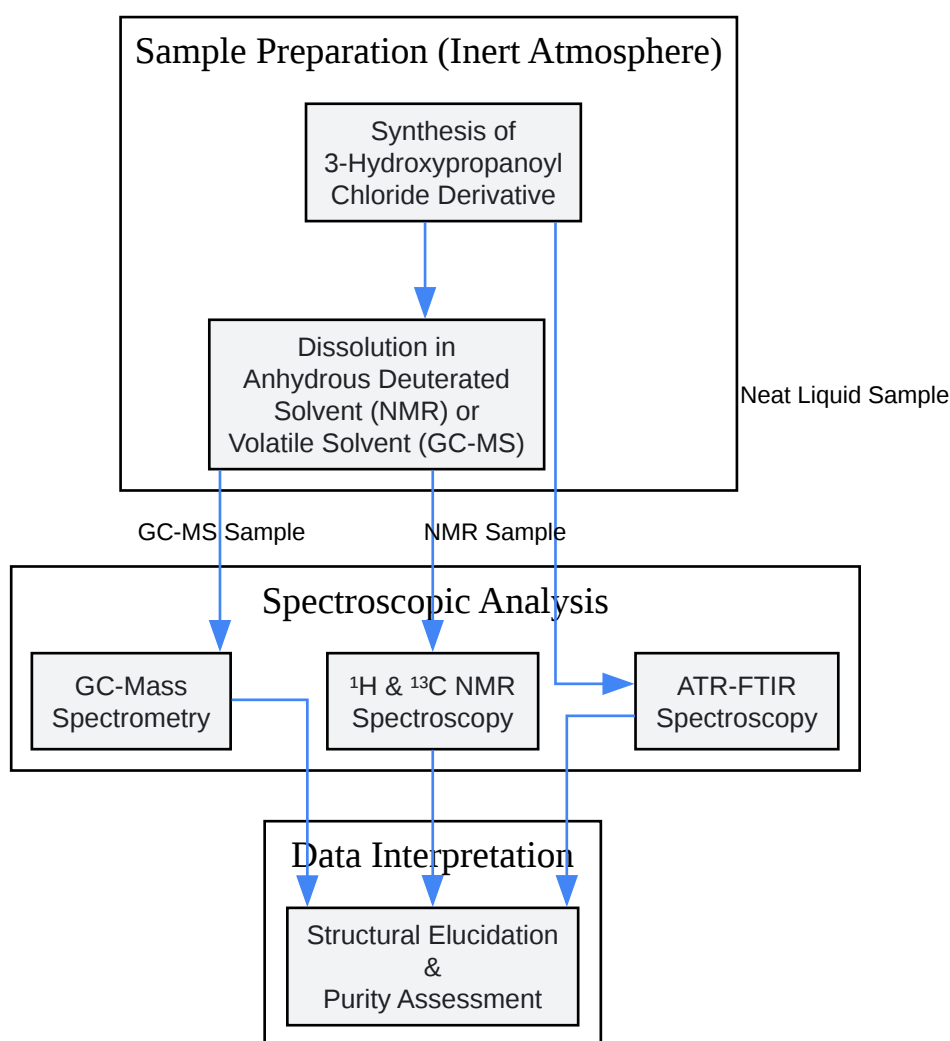 Sample Preparation (Inert Atmosphere)
Synthesis of
3-Hydroxypropanoyl
Chloride Derivative
Dissolution in
Anhydrous Deuterated
Solvent (NMR) or
Volatile Solvent (GC-MS)
Neat Liquid Sample
GC-MS Sample
NMR Sample
Spectroscopic Analysis
GC-Mass
Spectrometry
¹H & ¹³C NMR
Spectroscopy
ATR-FTIR
Spectroscopy
Data Interpretation
Structural Elucidation
&
Purity Assessment